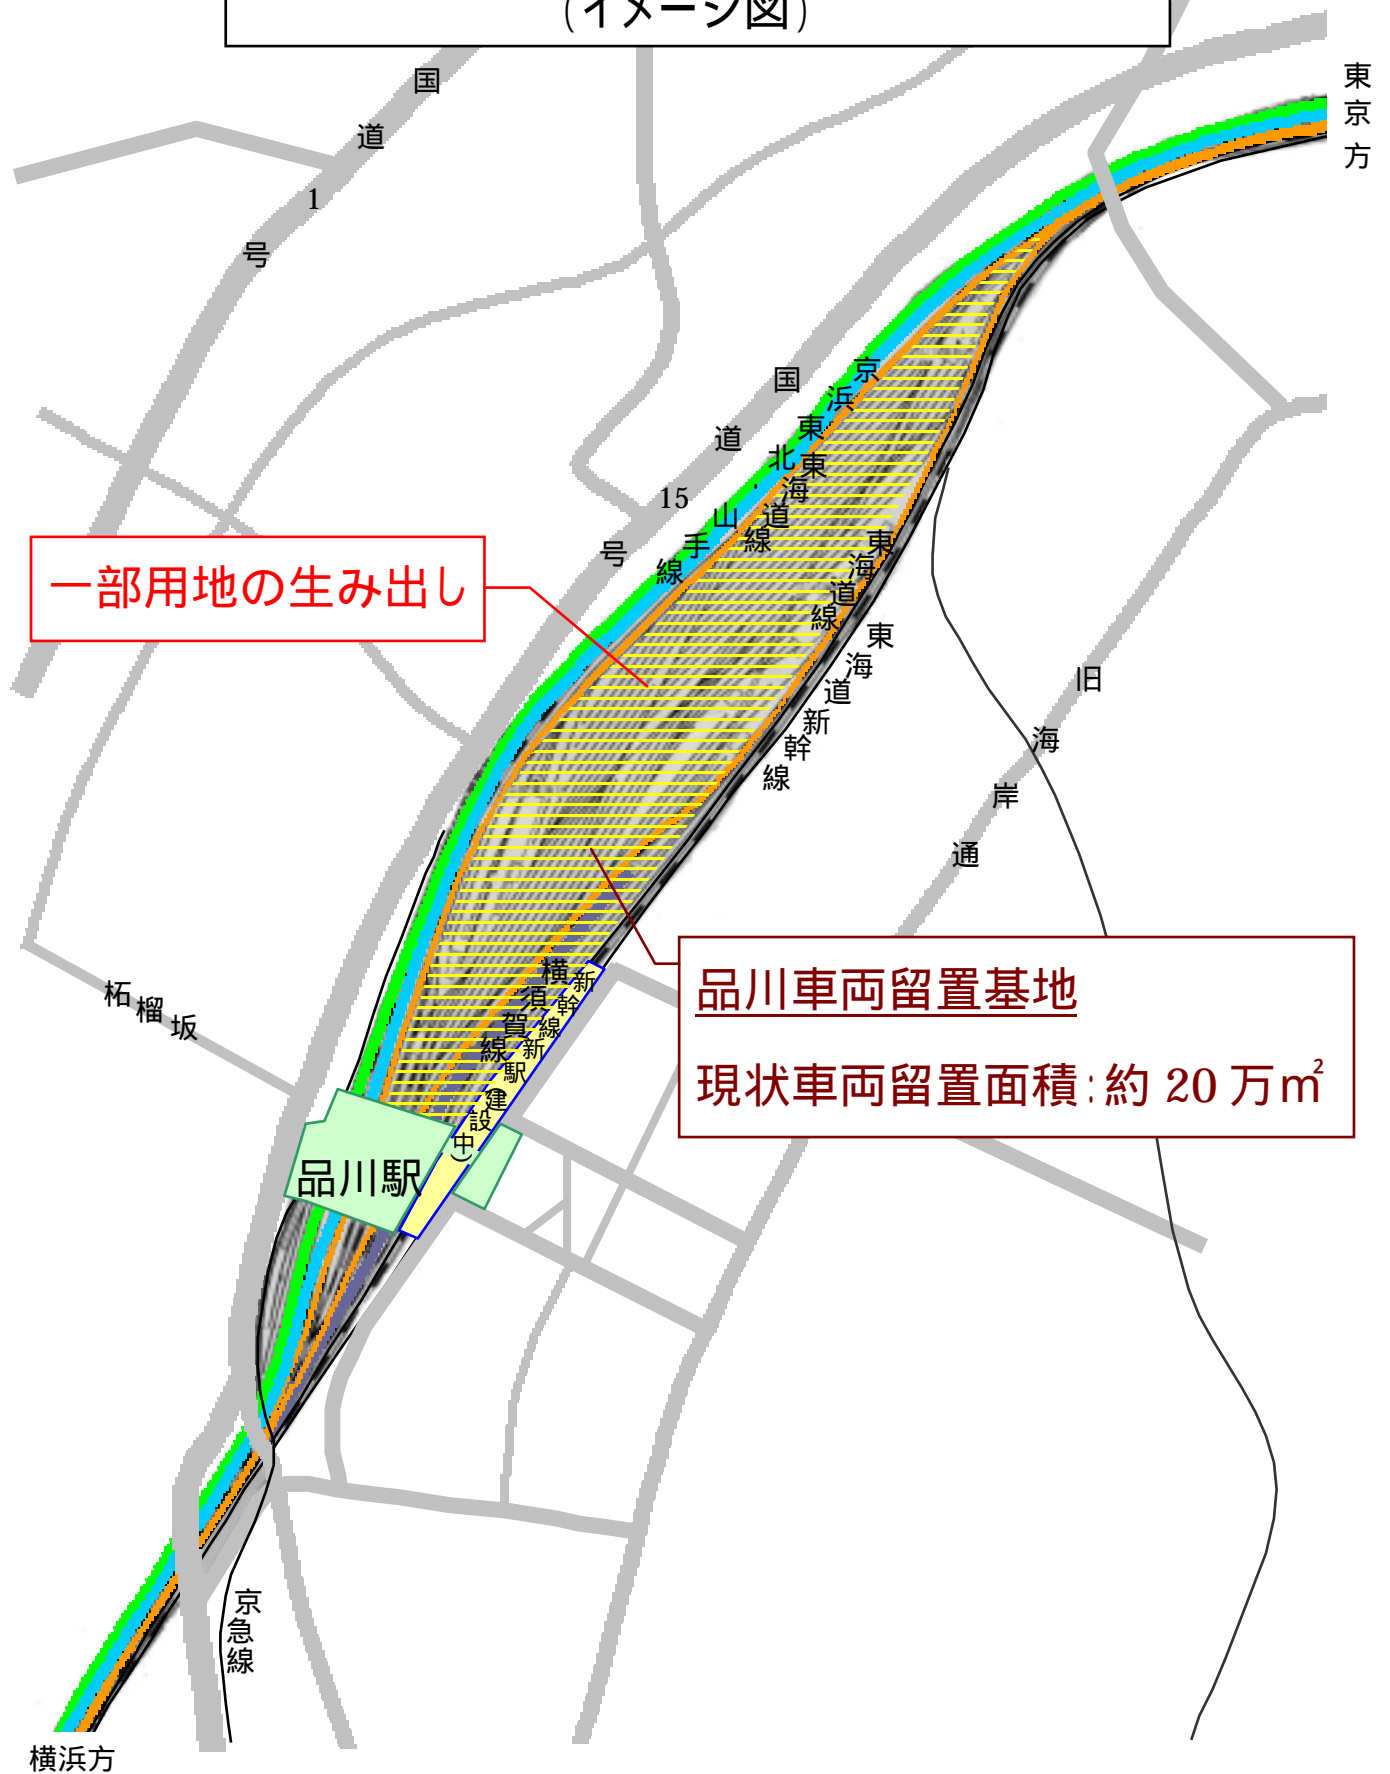 (イメージ図)
東京方
国道1号
国道15号
京浜東北・山手線
東海道線
東海道線
東海道新幹線
旧海岸通
一部用地の生み出し
品川車両留置基地
現状車両留置面積:約 20 万㎡
柘榴坂
横須賀線
新幹線新駅(建設中)
品川駅
京急線
横浜方